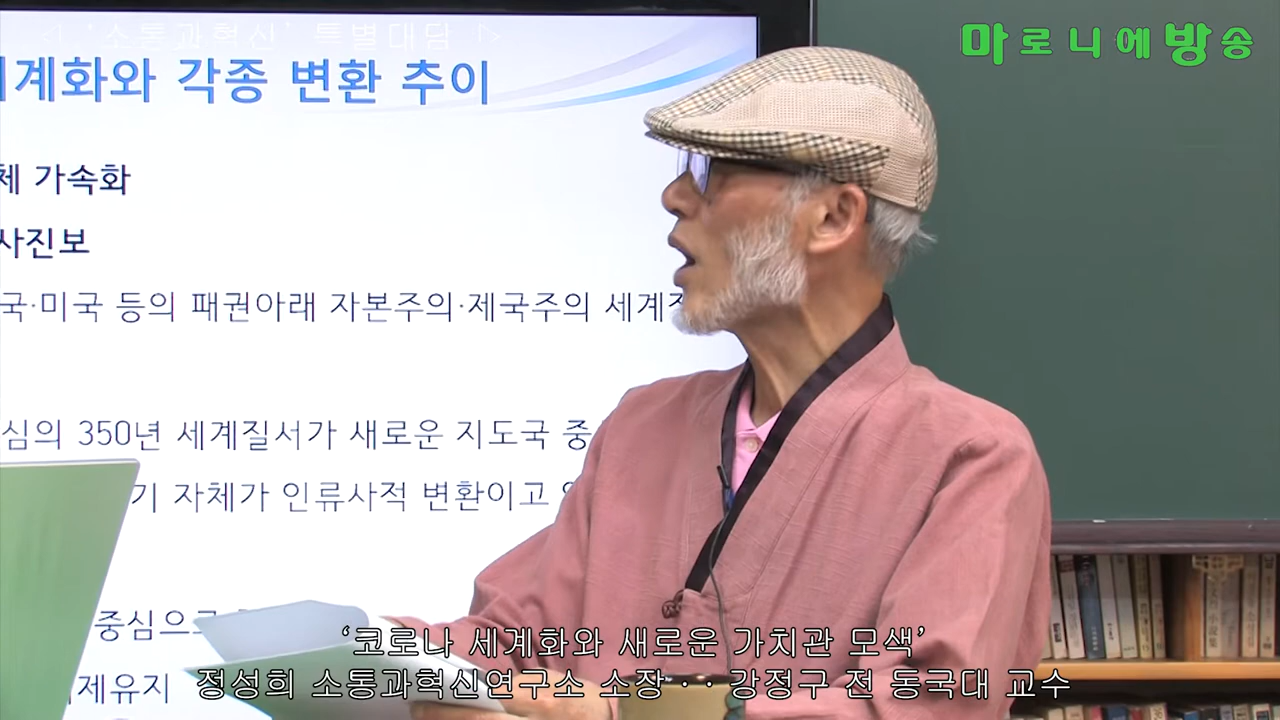 <'소통과혁신' 특별대담 ▷
마로니에방송
계화와 각종 변환 추이
체 가속화
사진보
국·미국 등의 패권아래 자본주의·제국주의
심의 350년 세계질서가 새로운 지도국 중
기 자체가 인류사적 변환이고
중심으로
제유지
‘코로나 세계화와 새로운 가치관 모색’
정성희 소통과혁신연구소 소장·· 강정구 전 동국대 교수